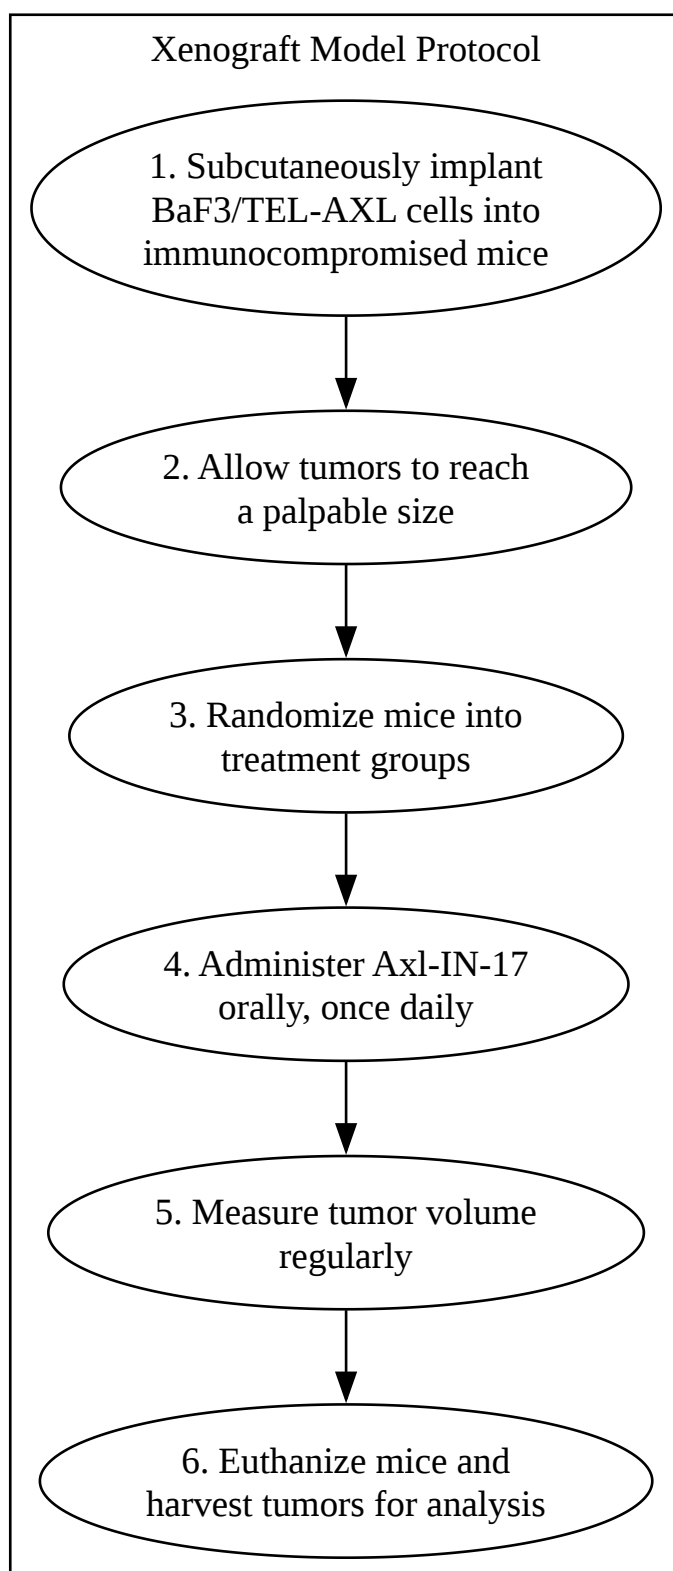 Xenograft Model Protocol
1. Subcutaneously implant
BaF3/TEL-AXL cells into
immunocompromised mice
2. Allow tumors to reach
a palpable size
3. Randomize mice into
treatment groups
4. Administer Axl-IN-17
orally, once daily
5. Measure tumor volume
regularly
6. Euthanize mice and
harvest tumors for analysis